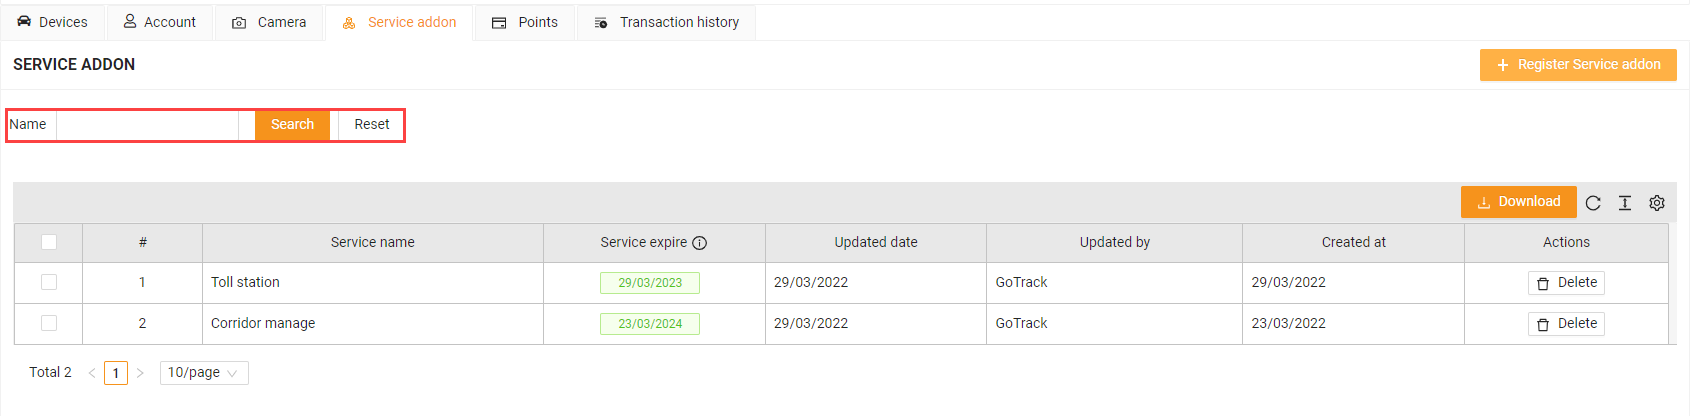 Devices Account Camera Service addon Points Transaction history
SERVICE ADDON
+ Register Service addon
Name Search Reset
Download
# Service name Service expire Updated date Updated by Created at Actions
1 Toll station 29/03/2023 29/03/2022 GoTrack 29/03/2022 Delete
2 Corridor manage 23/03/2024 29/03/2022 GoTrack 23/03/2022 Delete
Total 2 < 1 > 10/page